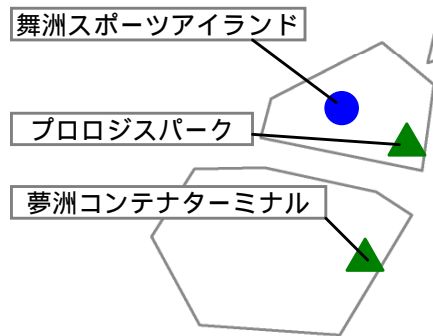 舞洲スポーツアイランド
プロロジスパーク
夢洲コンテナターミナル